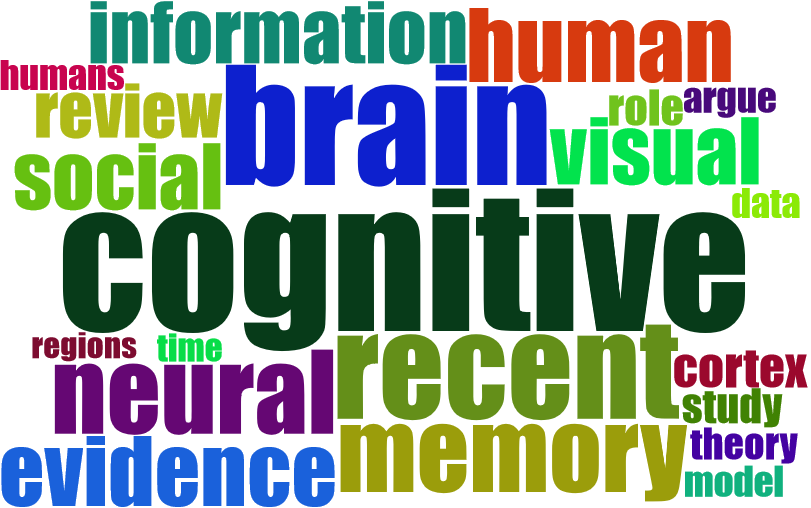 information
human
humans
brain
review
role
argue
visual
social
data
cognitive
recent
regions
time
neural
cortex
study
memory
theory
evidence
model